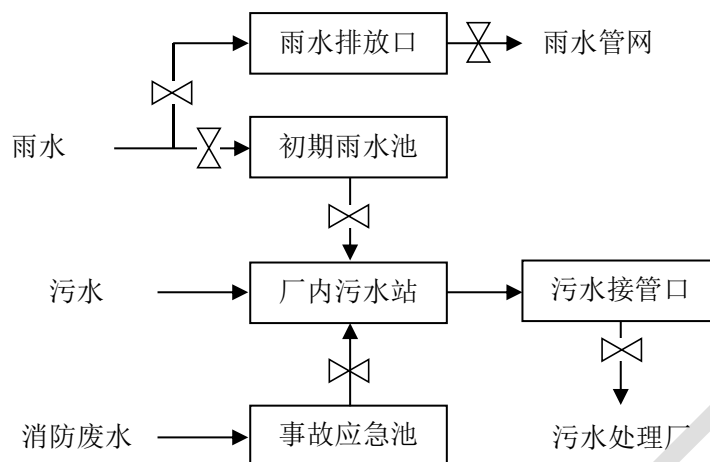 雨水排放口
雨水管网
雨水
初期雨水池
污水
厂内污水站
污水接管口
消防废水
事故应急池
污水处理厂